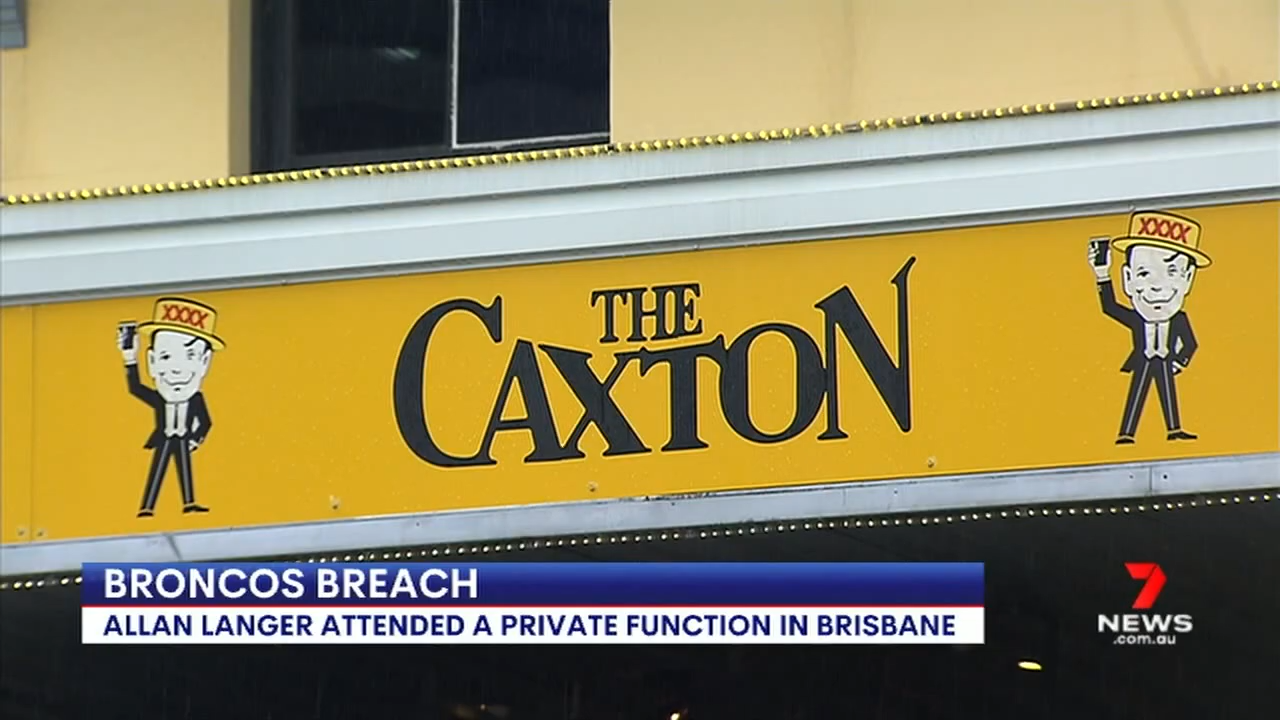 XXXX
XXXX
THE
CAXTON
BRONCOS BREACH
ALLAN LANGER ATTENDED A PRIVATE FUNCTION IN BRISBANE
7
NEWS
.com.au